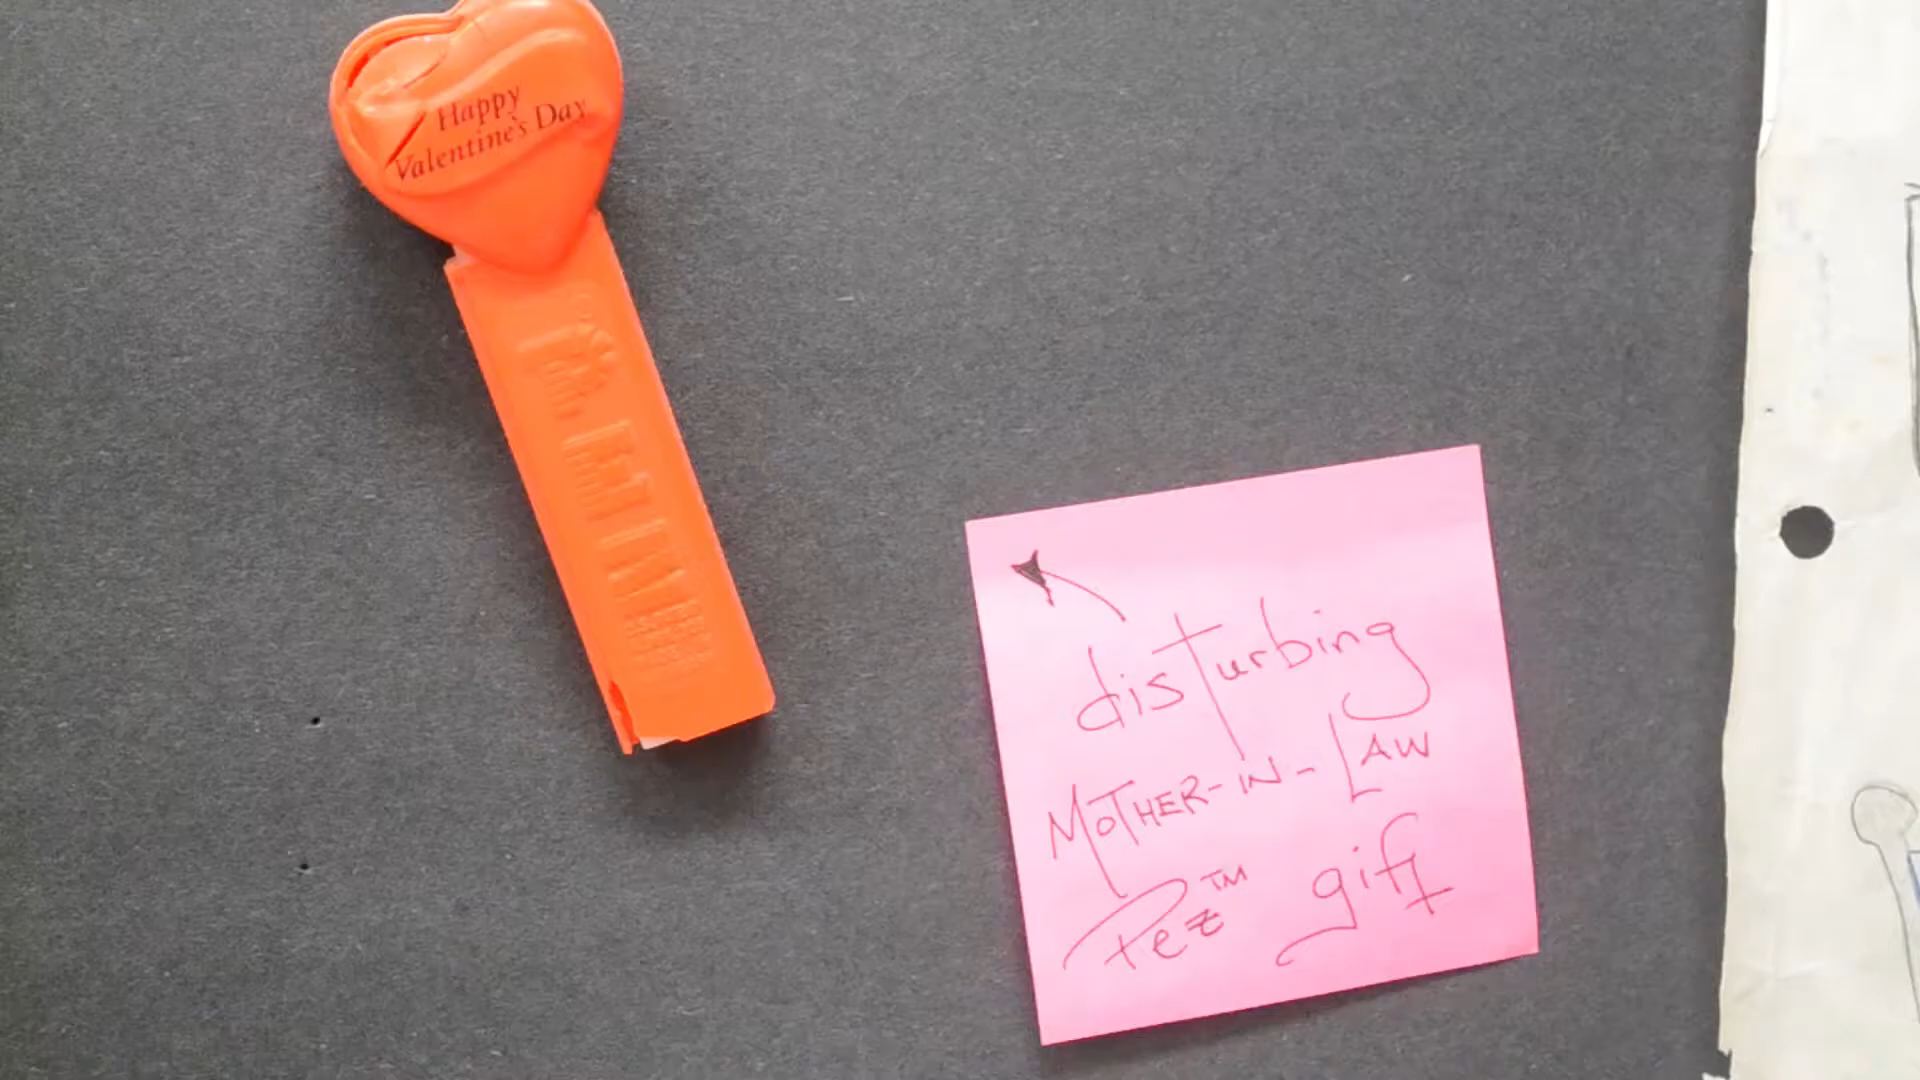 Happy
Valentine's Day
disturbing
MOTHER-IN-LAW
Pez™ gift